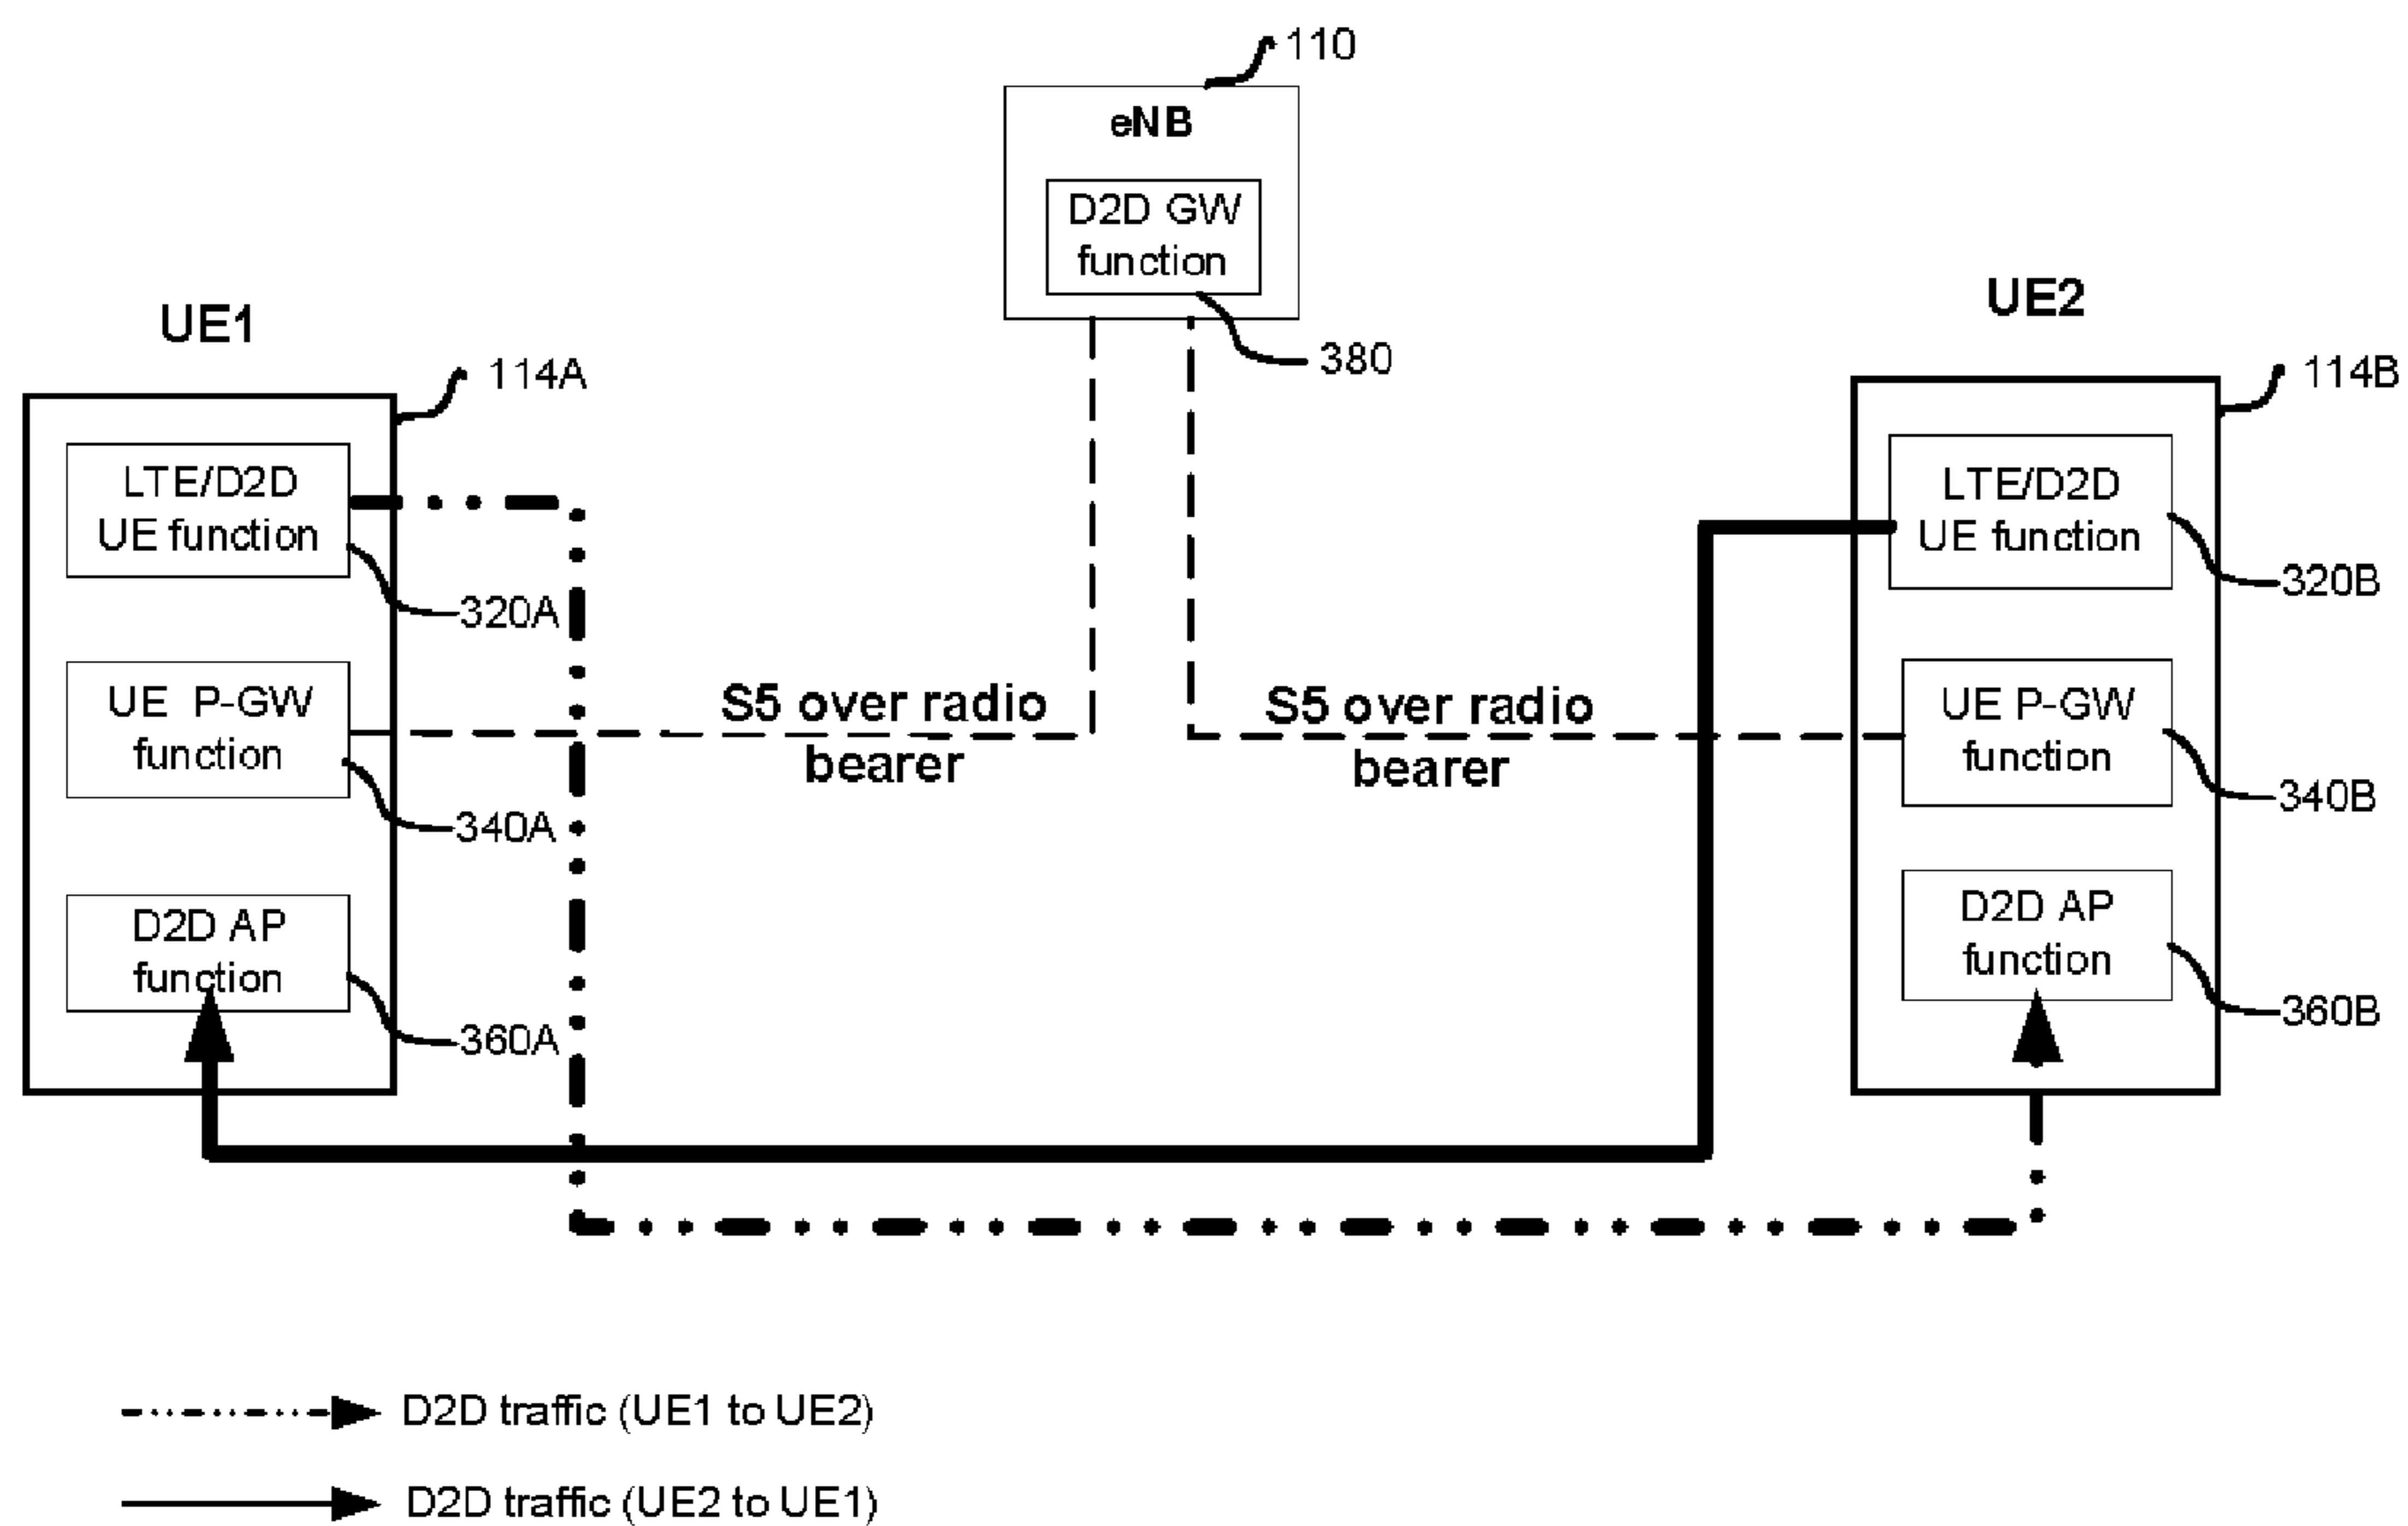 110
eNB
D2D GW
function
380
UE1
114A
LTE/D2D
UE function
320A
UE P-GW
function
340A
D2D AP
function
360A
S5 over radio
bearer
S5 over radio
bearer
UE2
114B
LTE/D2D
UE function
320B
UE P-GW
function
340B
D2D AP
function
360B
D2D traffic (UE1 to UE2)
D2D traffic (UE2 to UE1)